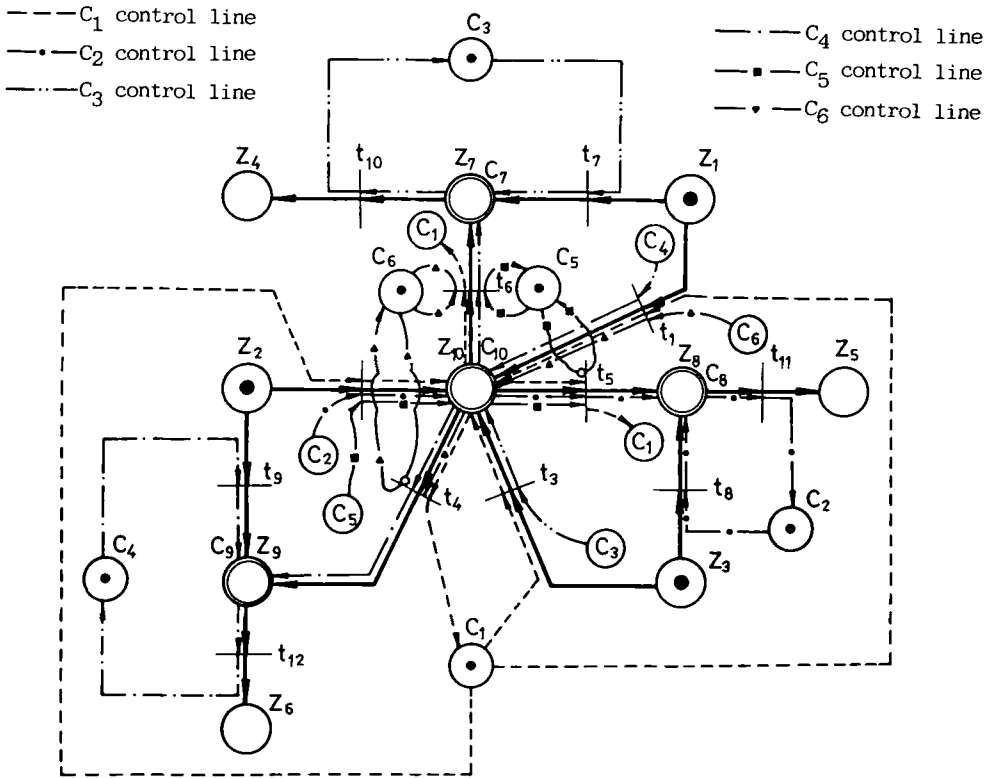 C1 control line
C2 control line
C3 control line
C4 control line
C5 control line
C6 control line
C3
Z4
t10
Z7
C7
t7
Z1
C1
C4
C6
t6
C5
t1
C6
Z2
Z10
C10
t5
Z8
C8
t11
Z5
C2
C1
t9
C5
t4
t3
t8
C2
C4
C9
Z9
C3
Z3
t12
C1
Z6